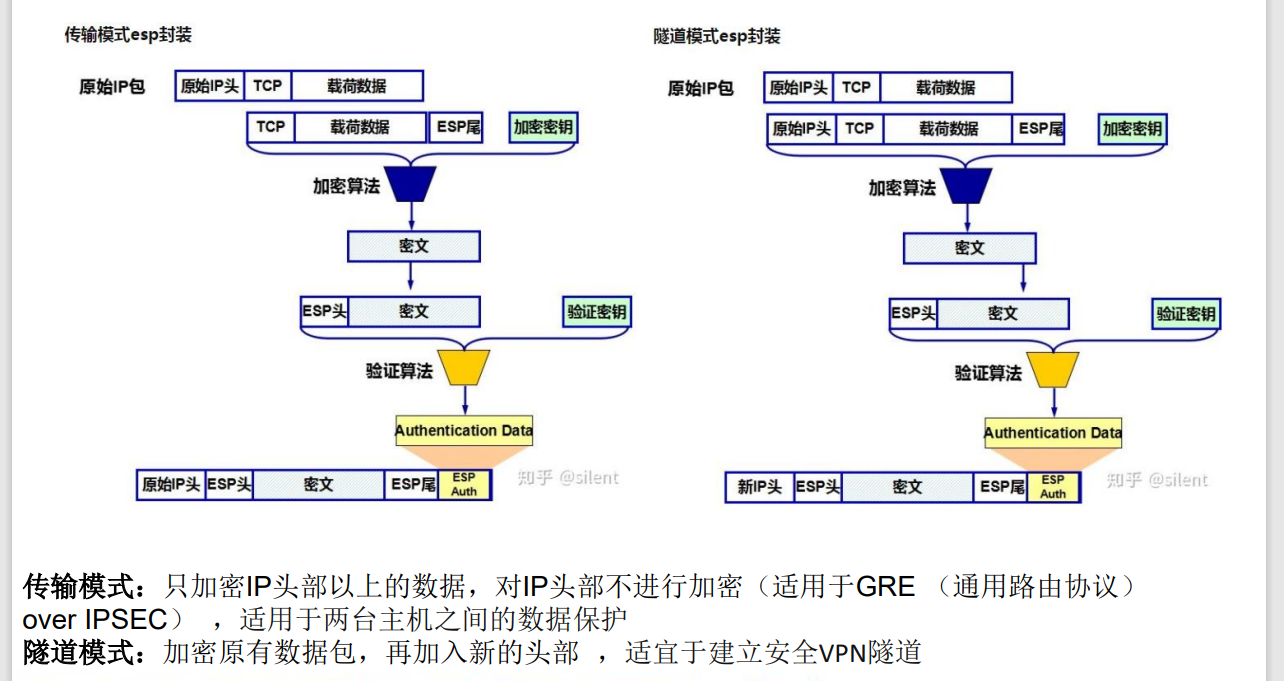 传输模式esp封装
原始IP包
原始IP头 TCP 载荷数据
TCP 载荷数据 ESP尾 加密密钥
加密算法
密文
ESP头 密文 验证密钥
验证算法
Authentication Data
原始IP头 ESP头 密文 ESP尾 ESP Auth
知乎 @silent
隧道模式esp封装
原始IP包
原始IP头 TCP 载荷数据
原始IP头 TCP 载荷数据 ESP尾 加密密钥
加密算法
密文
ESP头 密文 验证密钥
验证算法
Authentication Data
新IP头 ESP头 密文 ESP尾 ESP Auth
知乎 @silent
传输模式：只加密IP头部以上的数据，对IP头部不进行加密（适用于GRE （通用路由协议）
over IPSEC） ，适用于两台主机之间的数据保护
隧道模式：加密原有数据包，再加入新的头部 ，适宜于建立安全VPN隧道